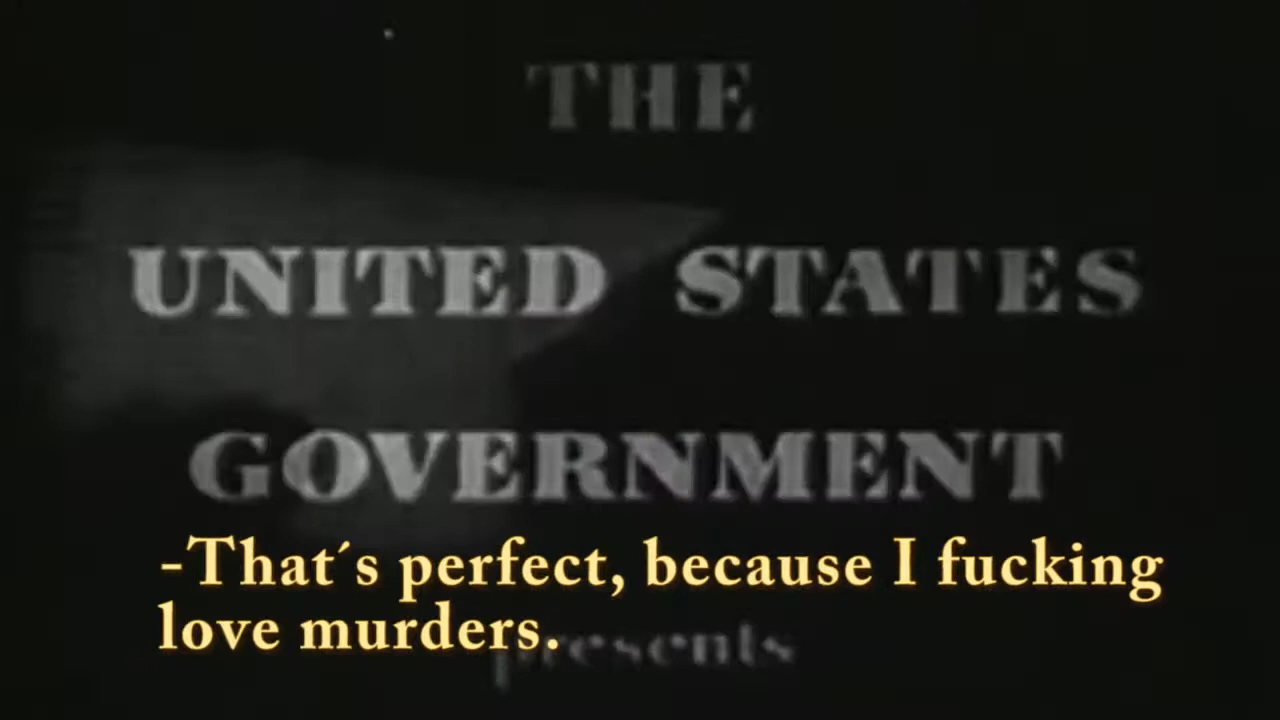 THE
UNITED STATES
GOVERNMENT
-That´s perfect, because I fucking
love murders.
presents